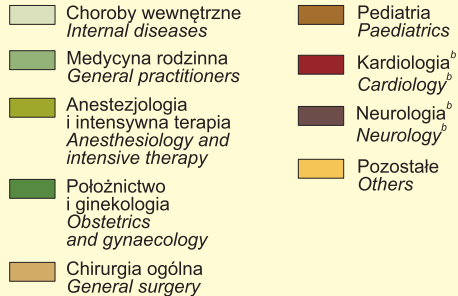 Choroby wewnętrzne
Internal diseases
Medycyna rodzinna
General practitioners
Anestezjologia
i intensywna terapia
Anesthesiology and
intensive therapy
Położnictwo
i ginekologia
Obstetrics
and gynaecology
Chirurgia ogólna
General surgery
Pediatria
Paediatrics
Kardiologia b
Cardiology b
Neurologia b
Neurology b
Pozostałe
Others